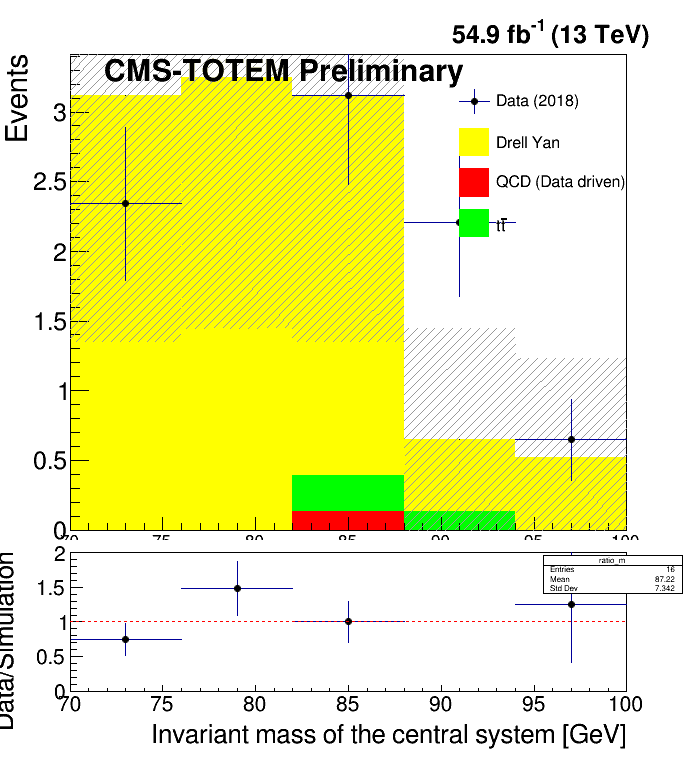 54.9 fb-1 (13 TeV)
CMS-TOTEM Preliminary
Events
3
2.5
2
1.5
1
0.5
0
Data (2018)
Drell Yan
QCD (Data driven)
tt̅
70 75 80 85 90 95 100
Data/Simulation
2
1.5
1
0.5
0
ratio_m
Entries 16
Mean 87.22
Std Dev 7.342
70 75 80 85 90 95 100
Invariant mass of the central system [GeV]